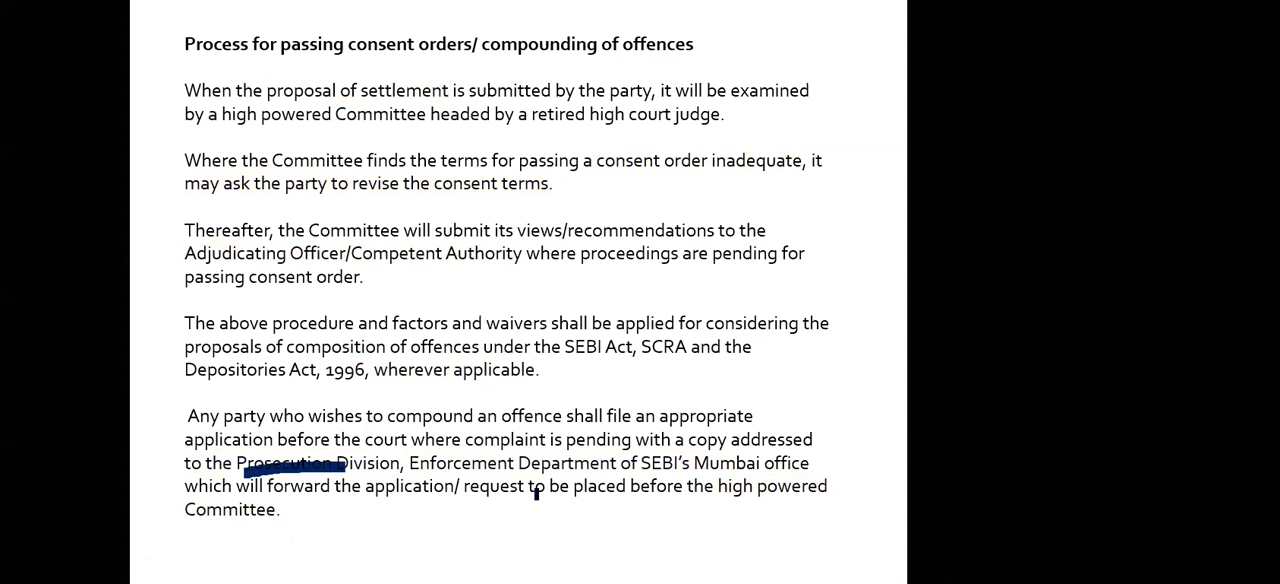 Process for passing consent orders/ compounding of offences
When the proposal of settlement is submitted by the party, it will be examined
by a high powered Committee headed by a retired high court judge.
Where the Committee finds the terms for passing a consent order inadequate, it
may ask the party to revise the consent terms.
Thereafter, the Committee will submit its views/recommendations to the
Adjudicating Officer/Competent Authority where proceedings are pending for
passing consent order.
The above procedure and factors and waivers shall be applied for considering the
proposals of composition of offences under the SEBI Act, SCRA and the
Depositories Act, 1996, wherever applicable.
Any party who wishes to compound an offence shall file an appropriate
application before the court where complaint is pending with a copy addressed
to the Prosecution Division, Enforcement Department of SEBI's Mumbai office
which will forward the application/ request to be placed before the high powered
Committee.